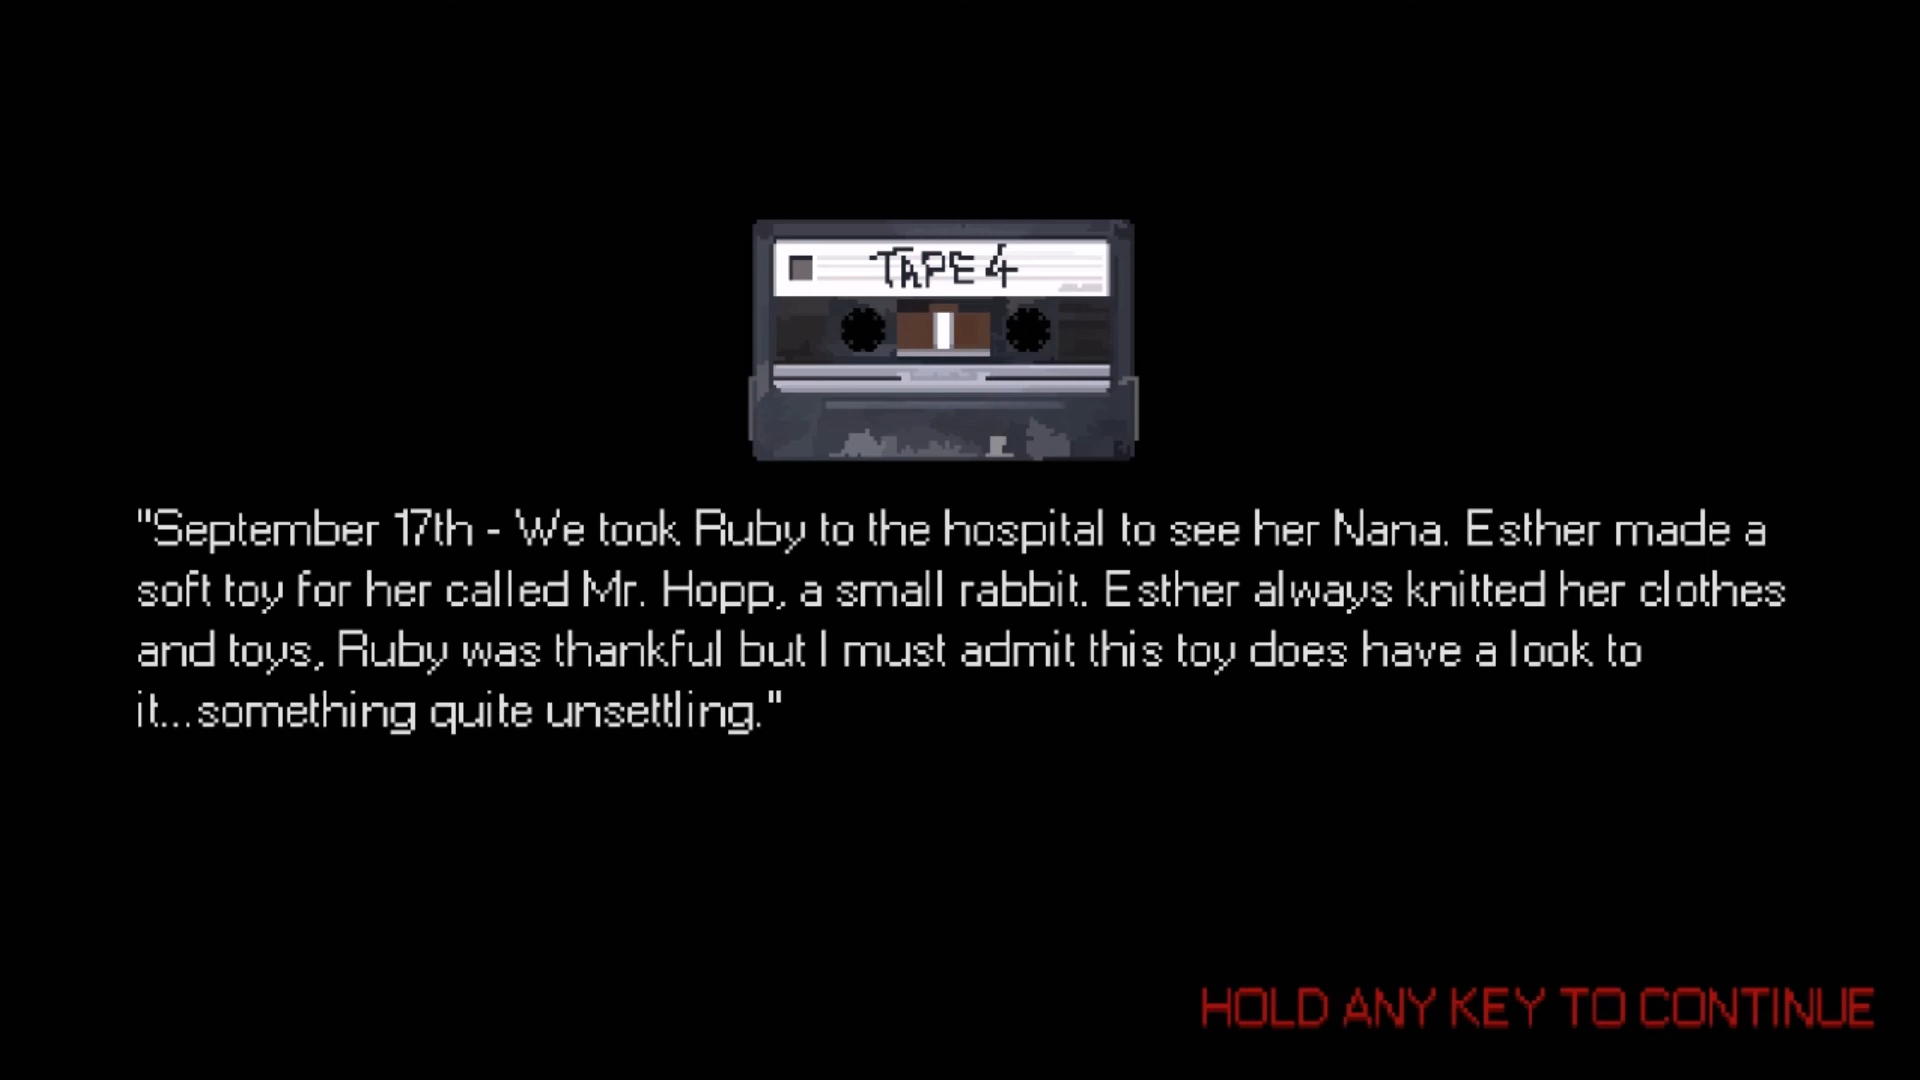 TAPE 4
"September 17th - We took Ruby to the hospital to see her Nana. Esther made a
soft toy for her called Mr. Hopp, a small rabbit. Esther always knitted her clothes
and toys, Ruby was thankful but I must admit this toy does have a look to
it...something quite unsettling."
HOLD ANY KEY TO CONTINUE